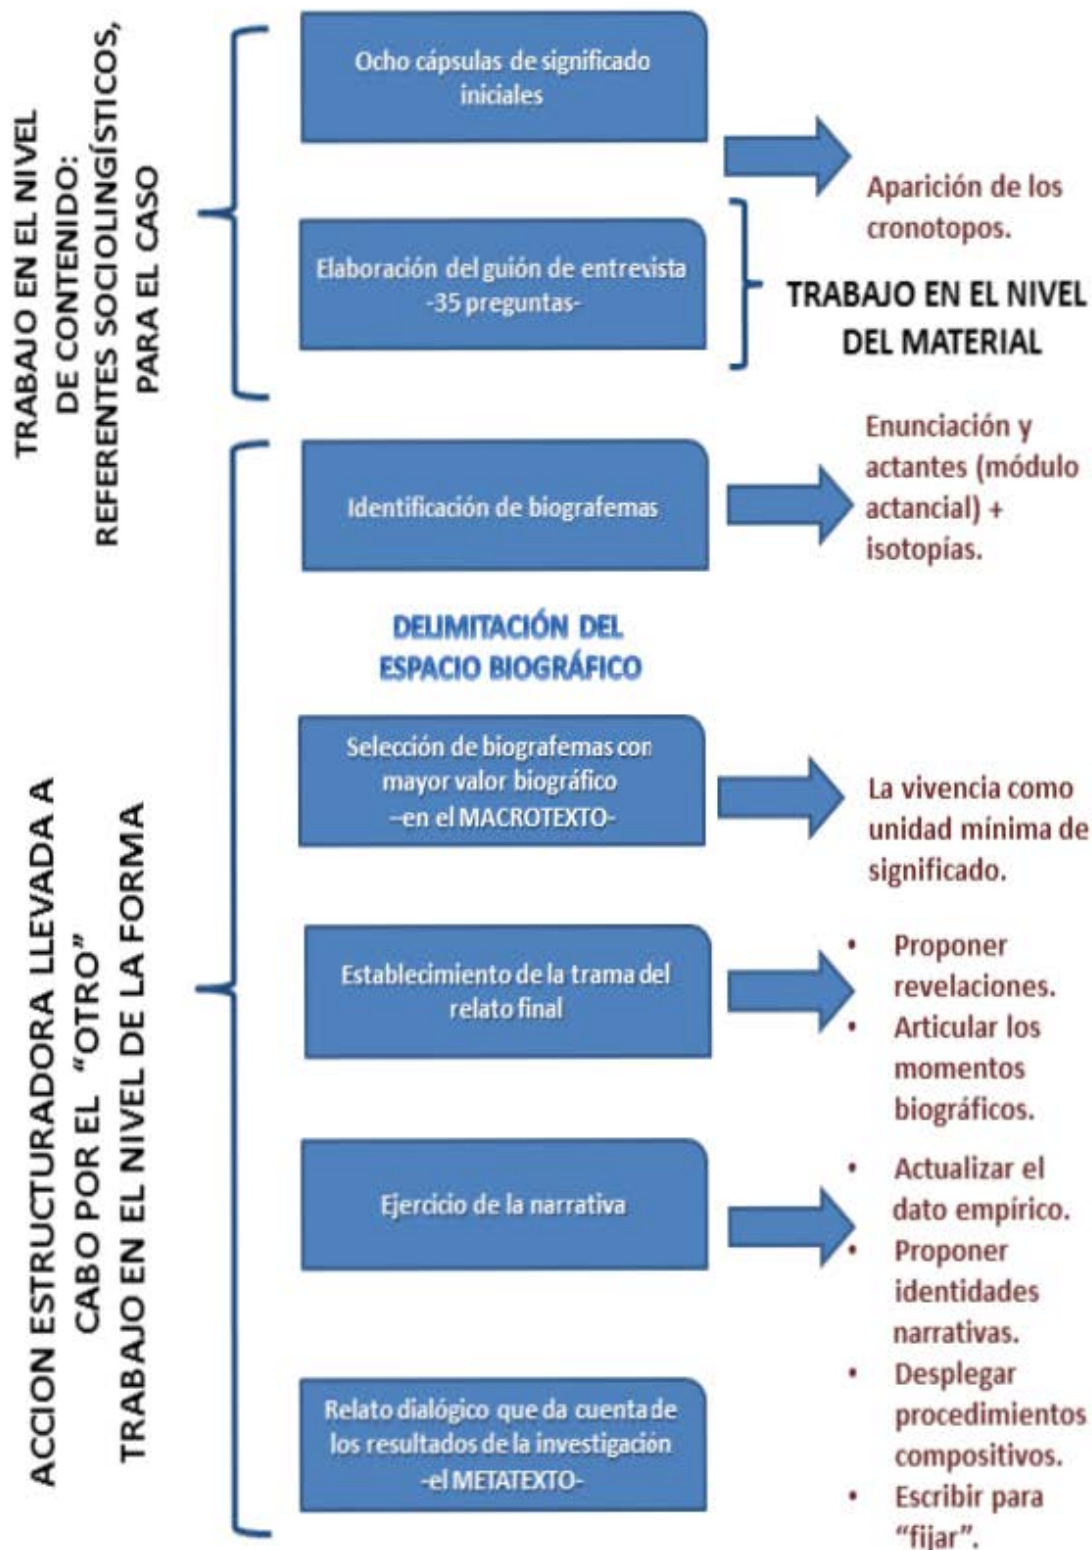 TRABAJO EN EL NIVEL
DE CONTENIDO:
REFERENTES SOCIOLINGÍSTICOS,
PARA EL CASO
Ocho cápsulas de significado
iniciales
Aparición de los
cronotopos.
Elaboración del guión de entrevista
-35 preguntas-
TRABAJO EN EL NIVEL
DEL MATERIAL
ACCION ESTRUCTURADORA LLEVADA A
CABO POR EL "OTRO"
TRABAJO EN EL NIVEL DE LA FORMA
Identificación de biografemas
Enunciación y
actantes (módulo
actancial) +
isotopías.
DELIMITACIÓN DEL
ESPACIO BIOGRÁFICO
Selección de biografemas con
mayor valor biográfico
–en el MACROTEXTO-
La vivencia como
unidad mínima de
significado.
Establecimiento de la trama del
relato final
• Proponer
revelaciones.
• Articular los
momentos
biográficos.
Ejercicio de la narrativa
• Actualizar el
dato empírico.
• Proponer
identidades
narrativas.
• Desplegar
procedimientos
compositivos.
• Escribir para
"fijar".
Relato dialógico que da cuenta de
los resultados de la investigación
-el METATEXTO-